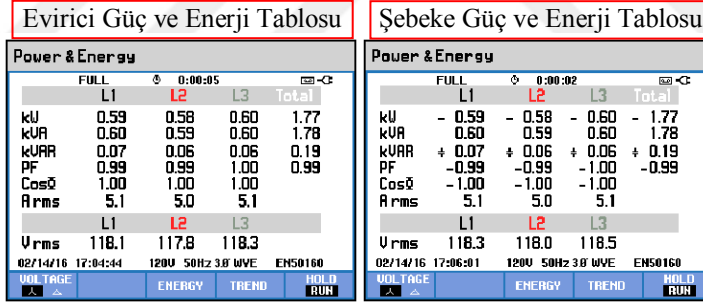 Evirici Güç ve Enerji Tablosu
Power & Energy
FULL 0:00:05
L1 L2 L3 Total
kW 0.59 0.58 0.60 1.77
kVA 0.60 0.59 0.60 1.78
kVAR 0.07 0.06 0.06 0.19
PF 0.99 0.99 1.00 0.99
CosΦ 1.00 1.00 1.00
A rms 5.1 5.0 5.1
L1 L2 L3
V rms 118.1 117.8 118.3
02/14/16 17:04:44 120V 50Hz 3.0 WYE EN50160
VOLTAGE ENERGY TREND HOLD
RUN
Şebeke Güç ve Enerji Tablosu
Power & Energy
FULL 0:00:02
L1 L2 L3 Total
kW - 0.59 - 0.58 - 0.60 - 1.77
kVA 0.60 0.59 0.60 1.78
kVAR ÷ 0.07 ÷ 0.06 ÷ 0.06 ÷ 0.19
PF -0.99 -0.99 -1.00 -0.99
CosΦ -1.00 -1.00 -1.00
A rms 5.1 5.0 5.1
L1 L2 L3
V rms 118.3 118.0 118.5
02/14/16 17:06:01 120V 50Hz 3.0 WYE EN50160
VOLTAGE ENERGY TREND HOLD
RUN